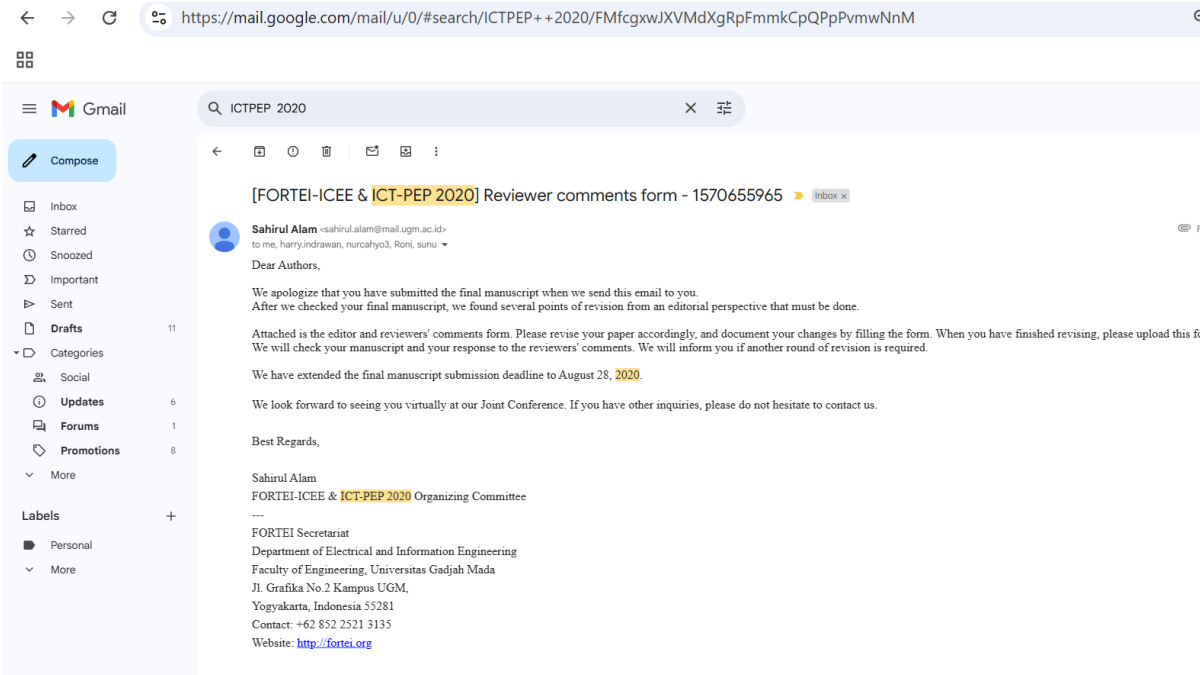 https://mail.google.com/mail/u/0/#search/ICTPEP++2020/FMfcgxwJXVMdXgRpFmmkCpQPpPvmwNnM
Gmail
ICTPEP 2020
Compose
[FORTEI-ICEE & ICT-PEP 2020] Reviewer comments form - 1570655965
Inbox ×
Inbox
Starred
Snoozed
Important
Sent
Drafts 11
Categories
Social
Updates 6
Forums 1
Promotions 8
More
Labels +
Personal
More
Sahirul Alam <sahirul.alam@mail.ugm.ac.id>
to me, harry.indrawan, nurcahyo3, Roni, sunu
Dear Authors,
We apologize that you have submitted the final manuscript when we send this email to you.
After we checked your final manuscript, we found several points of revision from an editorial perspective that must be done.
Attached is the editor and reviewers' comments form. Please revise your paper accordingly, and document your changes by filling the form. When you have finished revising, please upload this
We will check your manuscript and your response to the reviewers' comments. We will inform you if another round of revision is required.
We have extended the final manuscript submission deadline to August 28, 2020.
We look forward to seeing you virtually at our Joint Conference. If you have other inquiries, please do not hesitate to contact us.
Best Regards,
Sahirul Alam
FORTEI-ICEE & ICT-PEP 2020 Organizing Committee
---
FORTEI Secretariat
Department of Electrical and Information Engineering
Faculty of Engineering, Universitas Gadjah Mada
Jl. Grafika No.2 Kampus UGM,
Yogyakarta, Indonesia 55281
Contact: +62 852 2521 3135
Website: http://fortei.org